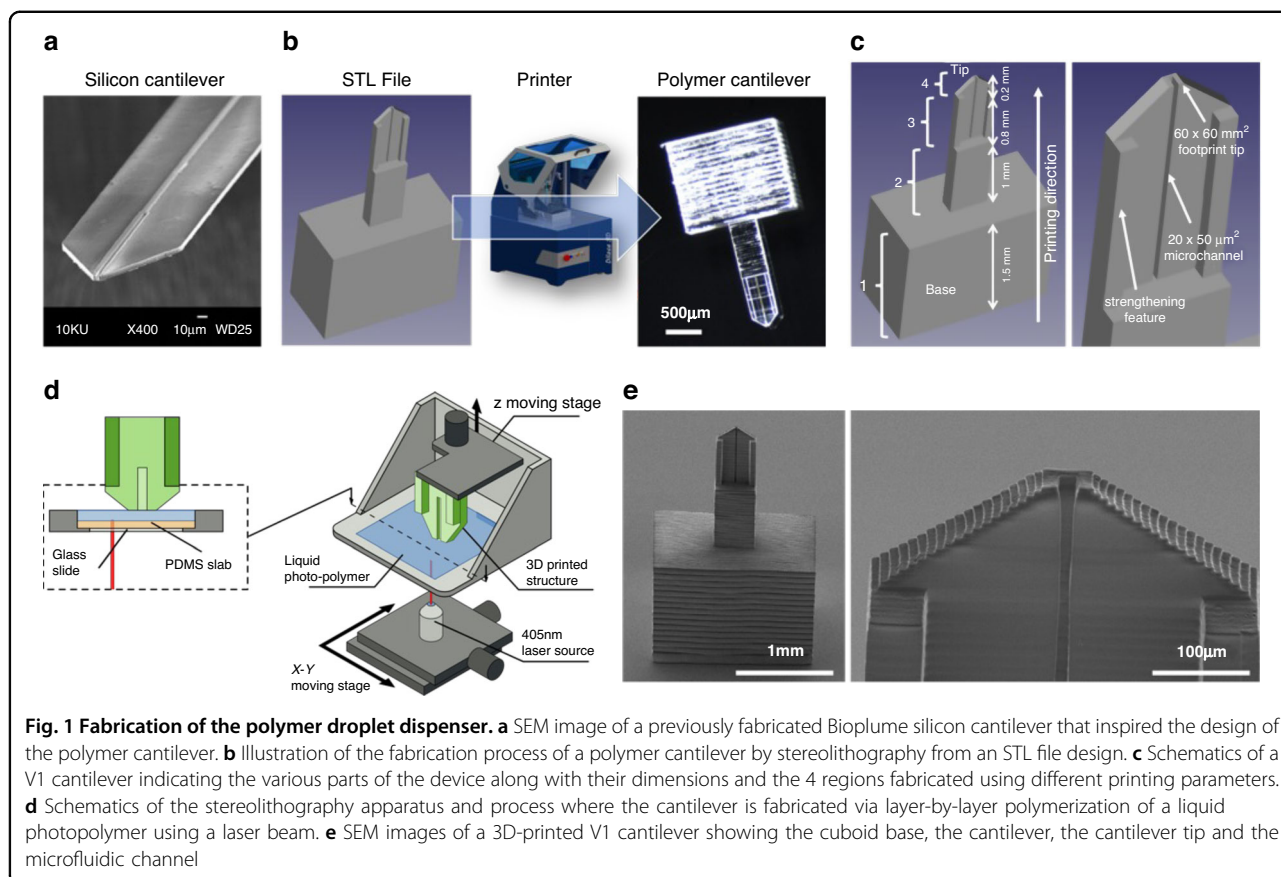 a
Silicon cantilever
10KU X400 10μm WD25
b
STL File
Printer
Polymer cantilever
500μm
c
4
Tip
0.2 mm
3
0.8 mm
2
1 mm
1
Base
1.5 mm
Printing direction
60 x 60 mm²
footprint tip
20 x 50 μm²
microchannel
strengthening
feature
d
z moving stage
Glass
slide
PDMS slab
Liquid
photo-polymer
3D printed
structure
405nm
laser source
X-Y
moving stage
e
1mm
100μm
Fig. 1 Fabrication of the polymer droplet dispenser. a SEM image of a previously fabricated Bioplume silicon cantilever that inspired the design of
the polymer cantilever. b Illustration of the fabrication process of a polymer cantilever by stereolithography from an STL file design. c Schematics of a
V1 cantilever indicating the various parts of the device along with their dimensions and the 4 regions fabricated using different printing parameters.
d Schematics of the stereolithography apparatus and process where the cantilever is fabricated via layer-by-layer polymerization of a liquid
photopolymer using a laser beam. e SEM images of a 3D-printed V1 cantilever showing the cuboid base, the cantilever, the cantilever tip and the
microfluidic channel